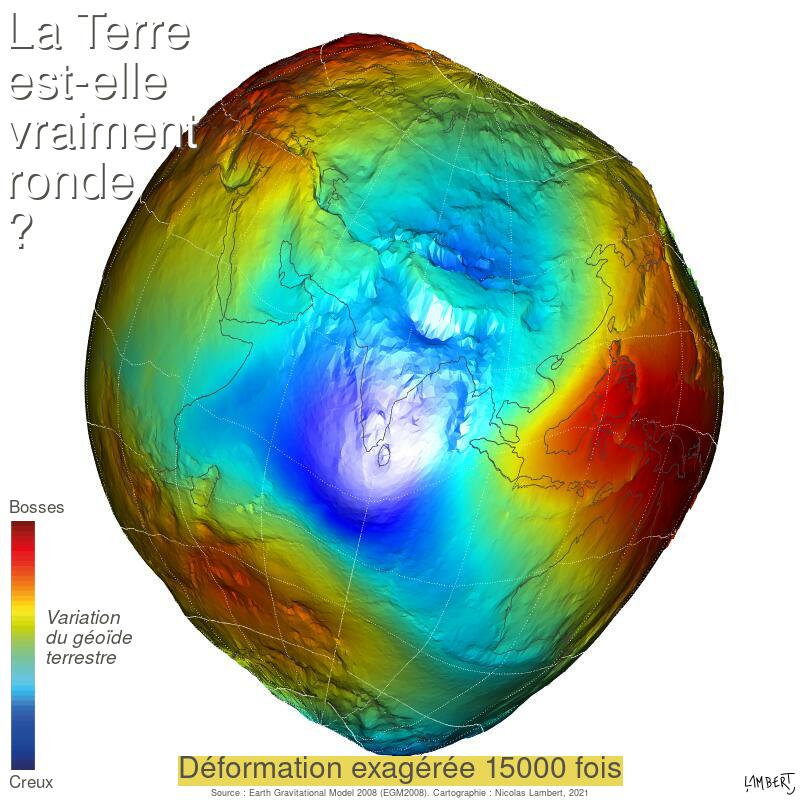 La Terre
est-elle
vraiment
ronde
?
Bosses
Variation
du géoïde
terrestre
Creux
Déformation exagérée 15000 fois
Source : Earth Gravitational Model 2008 (EGM2008). Cartographie : Nicolas Lambert, 2021
LAMBERT